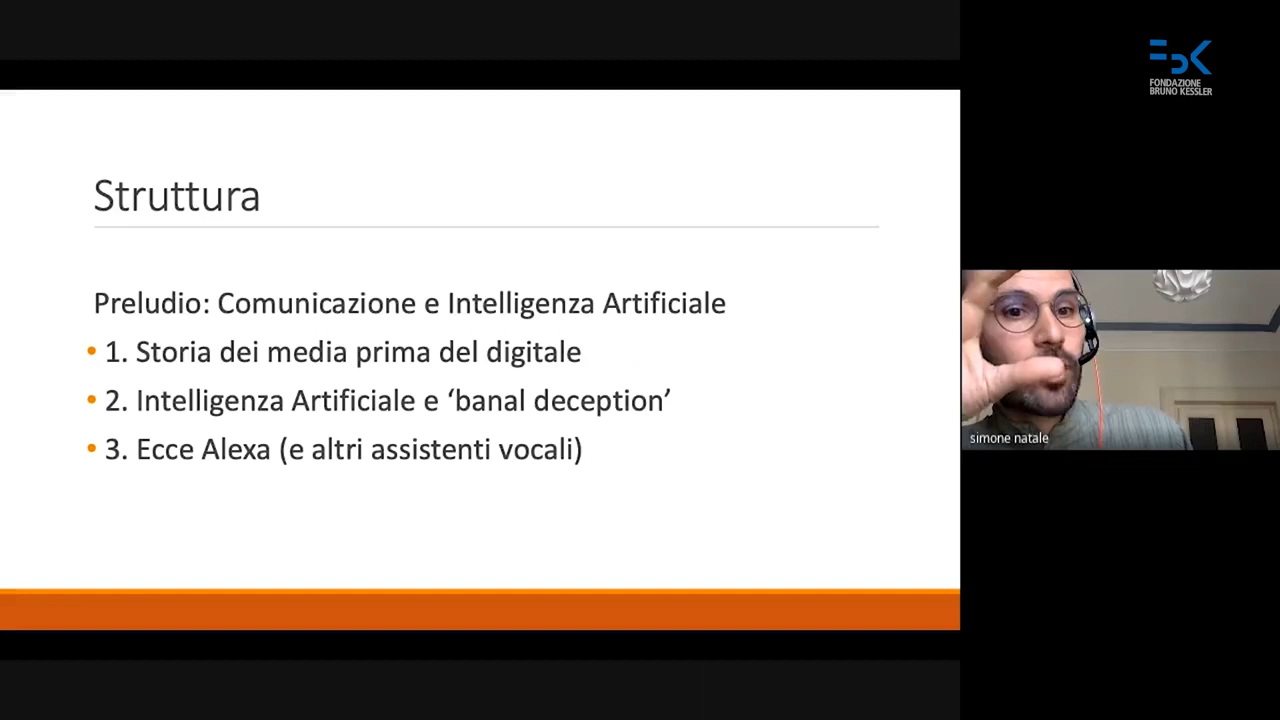 FONDAZIONE
BRUNO KESSLER
Struttura
Preludio: Comunicazione e Intelligenza Artificiale
• 1. Storia dei media prima del digitale
• 2. Intelligenza Artificiale e ‘banal deception’
• 3. Ecce Alexa (e altri assistenti vocali)
simone natale